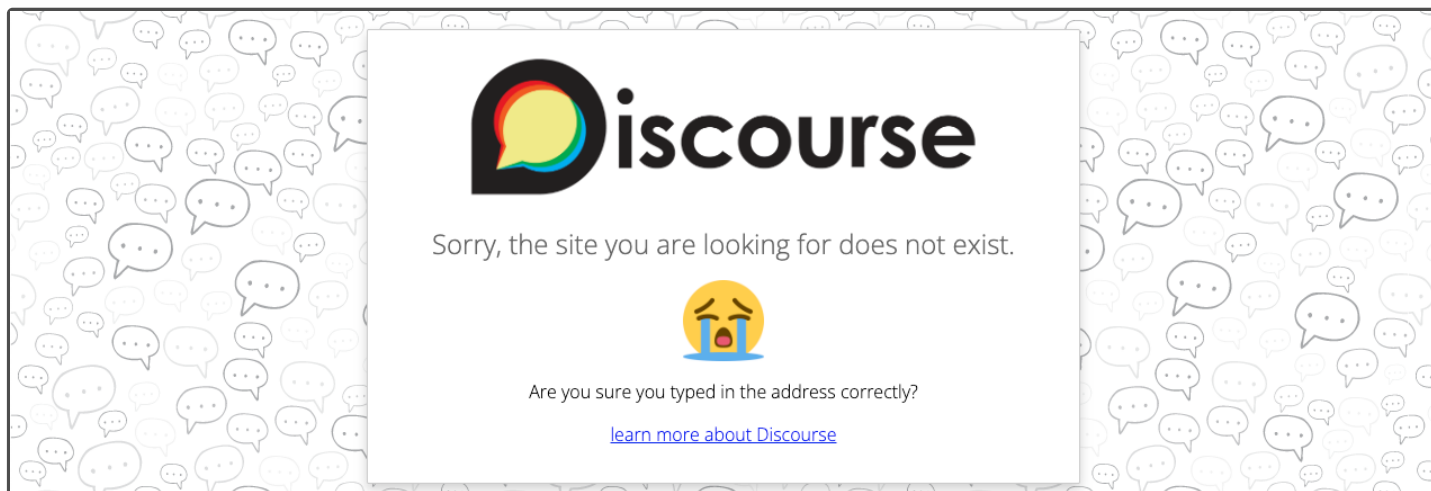 Discourse
Sorry, the site you are looking for does not exist.
Are you sure you typed in the address correctly?
learn more about Discourse